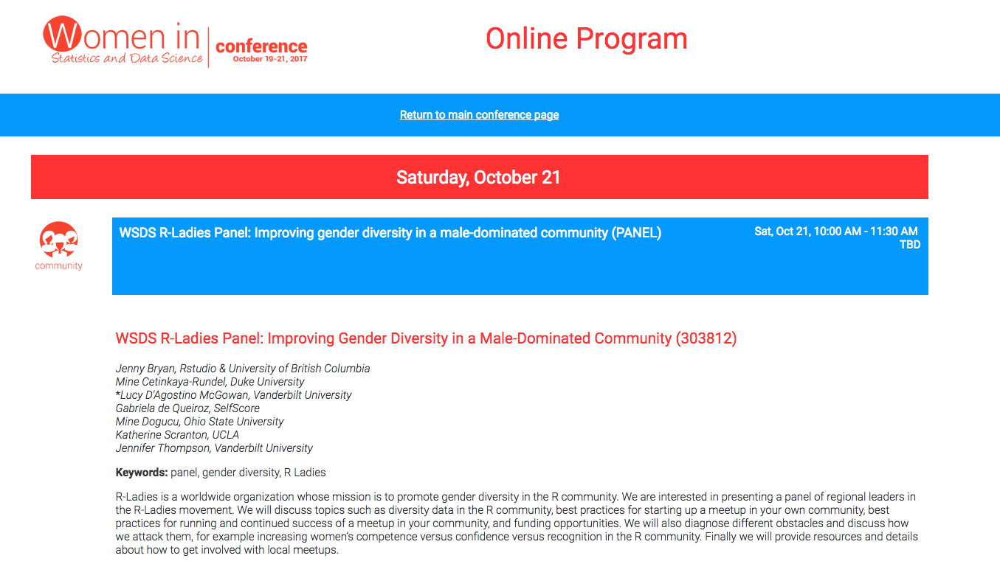 Women in
Statistics and Data Science
conference
October 19-21, 2017
Online Program
Return to main conference page
Saturday, October 21
community
WSDS R-Ladies Panel: Improving gender diversity in a male-dominated community (PANEL)
Sat, Oct 21, 10:00 AM - 11:30 AM
TBD
WSDS R-Ladies Panel: Improving Gender Diversity in a Male-Dominated Community (303812)
Jenny Bryan, Rstudio & University of British Columbia
Mine Cetinkaya-Rundel, Duke University
*Lucy D'Agostino McGowan, Vanderbilt University
Gabriela de Queiroz, SelfScore
Mine Dogucu, Ohio State University
Katherine Scranton, UCLA
Jennifer Thompson, Vanderbilt University
Keywords: panel, gender diversity, R Ladies
R-Ladies is a worldwide organization whose mission is to promote gender diversity in the R community. We are interested in presenting a panel of regional leaders in
the R-Ladies movement. We will discuss topics such as diversity data in the R community, best practices for starting up a meetup in your own community, best
practices for running and continued success of a meetup in your community, and funding opportunities. We will also diagnose different obstacles and discuss how
we attack them, for example increasing women’s competence versus confidence versus recognition in the R community. Finally we will provide resources and details
about how to get involved with local meetups.